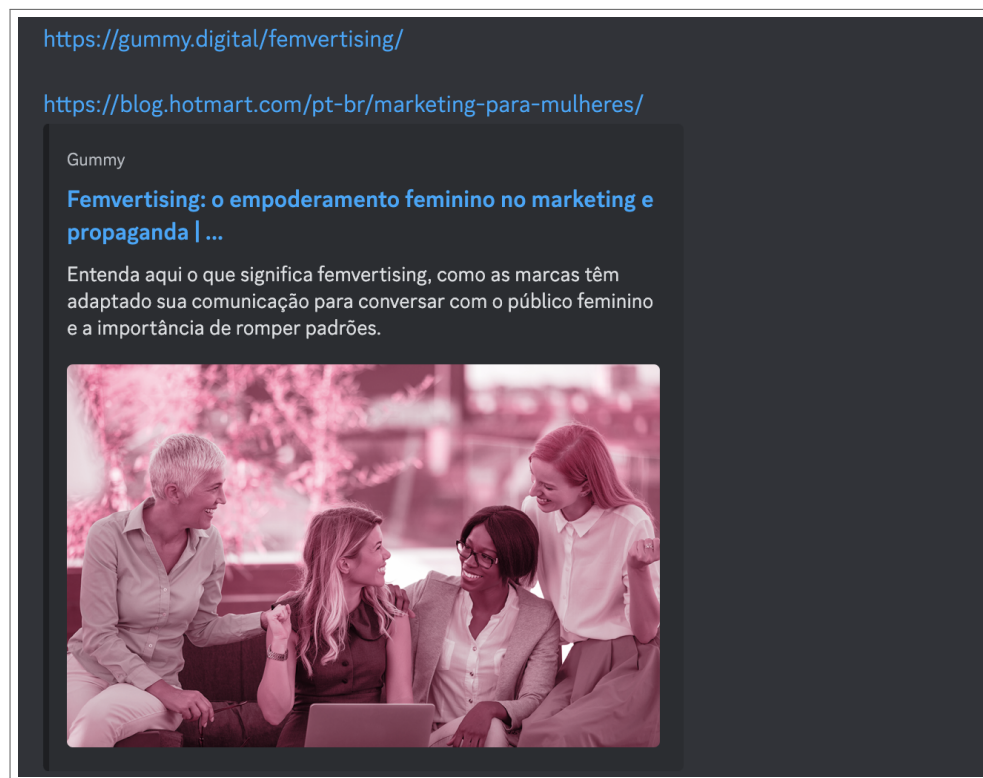 https://gummy.digital/femvertising/
https://blog.hotmart.com/pt-br/marketing-para-mulheres/
Gummy
Femvertising: o empoderamento feminino no marketing e
propaganda | ...
Entenda aqui o que significa femvertising, como as marcas têm
adaptado sua comunicação para conversar com o público feminino
e a importância de romper padrões.